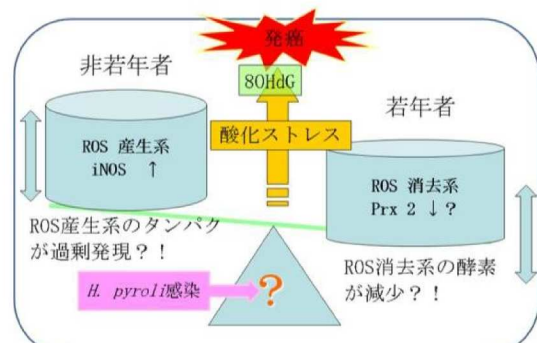 発癌
8OHdG
非若年者
若年者
酸化ストレス
ROS 産生系
iNOS ↑
ROS 消去系
Prx 2 ↓ ?
ROS産生系のタンパク
が過剰発現?!
ROS消去系の酵素
が減少?!
H. pyroli感染
?